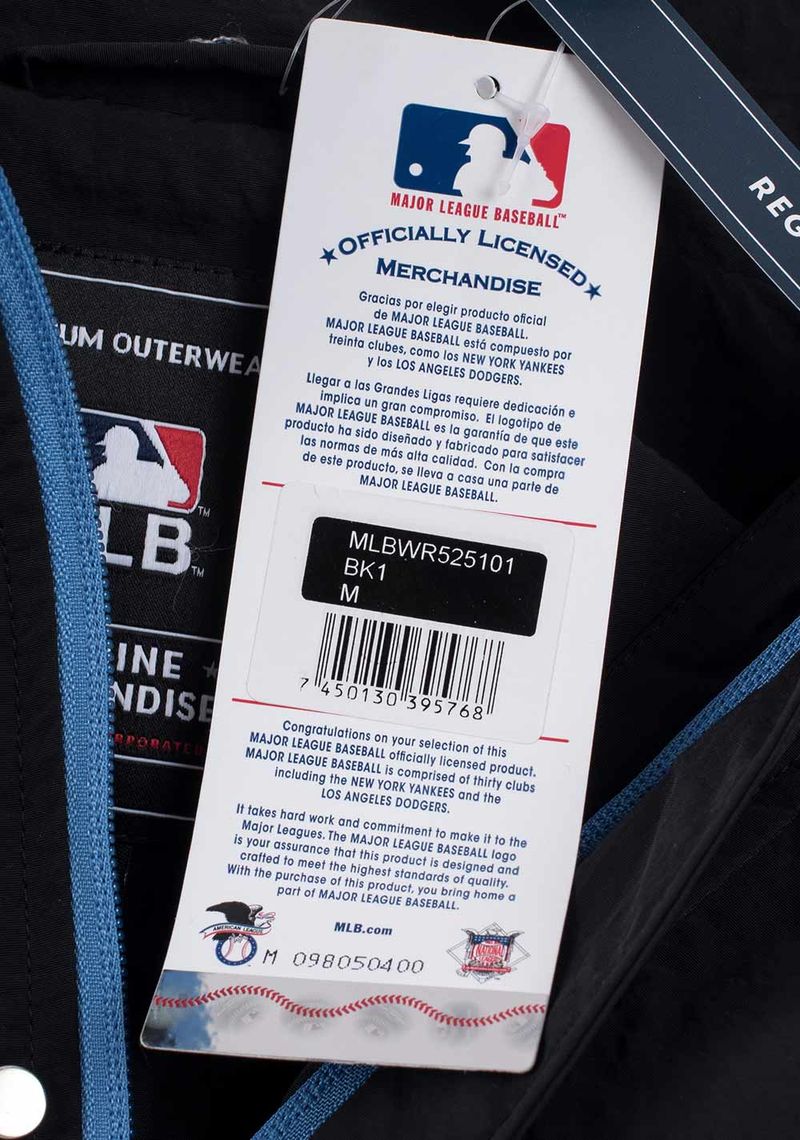 REG
MAJOR LEAGUE BASEBALL™
★OFFICIALLY LICENSED★
MERCHANDISE
Gracias por elegir producto oficial
de MAJOR LEAGUE BASEBALL.
MAJOR LEAGUE BASEBALL está compuesto por
treinta clubes, como los NEW YORK YANKEES
y los LOS ANGELES DODGERS.
Llegar a las Grandes Ligas requiere dedicación e
implica un gran compromiso. El logotipo de
MAJOR LEAGUE BASEBALL es la garantía de que este
producto ha sido diseñado y fabricado para satisfacer
las normas de más alta calidad. Con la compra
de este producto, se lleva a casa una parte de
MAJOR LEAGUE BASEBALL.
MLBWR525101
BK1
M
7 450130 395768
Congratulations on your selection of this
MAJOR LEAGUE BASEBALL officially licensed product.
MAJOR LEAGUE BASEBALL is comprised of thirty clubs
including the NEW YORK YANKEES and the
LOS ANGELES DODGERS.
It takes hard work and commitment to make it to the
Major Leagues. The MAJOR LEAGUE BASEBALL logo
is your assurance that this product is designed and
crafted to meet the highest standards of quality.
With the purchase of this product, you bring home a
part of MAJOR LEAGUE BASEBALL.
MLB.com
AMERICAN LEAGUE
M 098050400
NATIONAL
UM OUTERWEA
TM
LB™
INE ★
NDISE
RPORATED